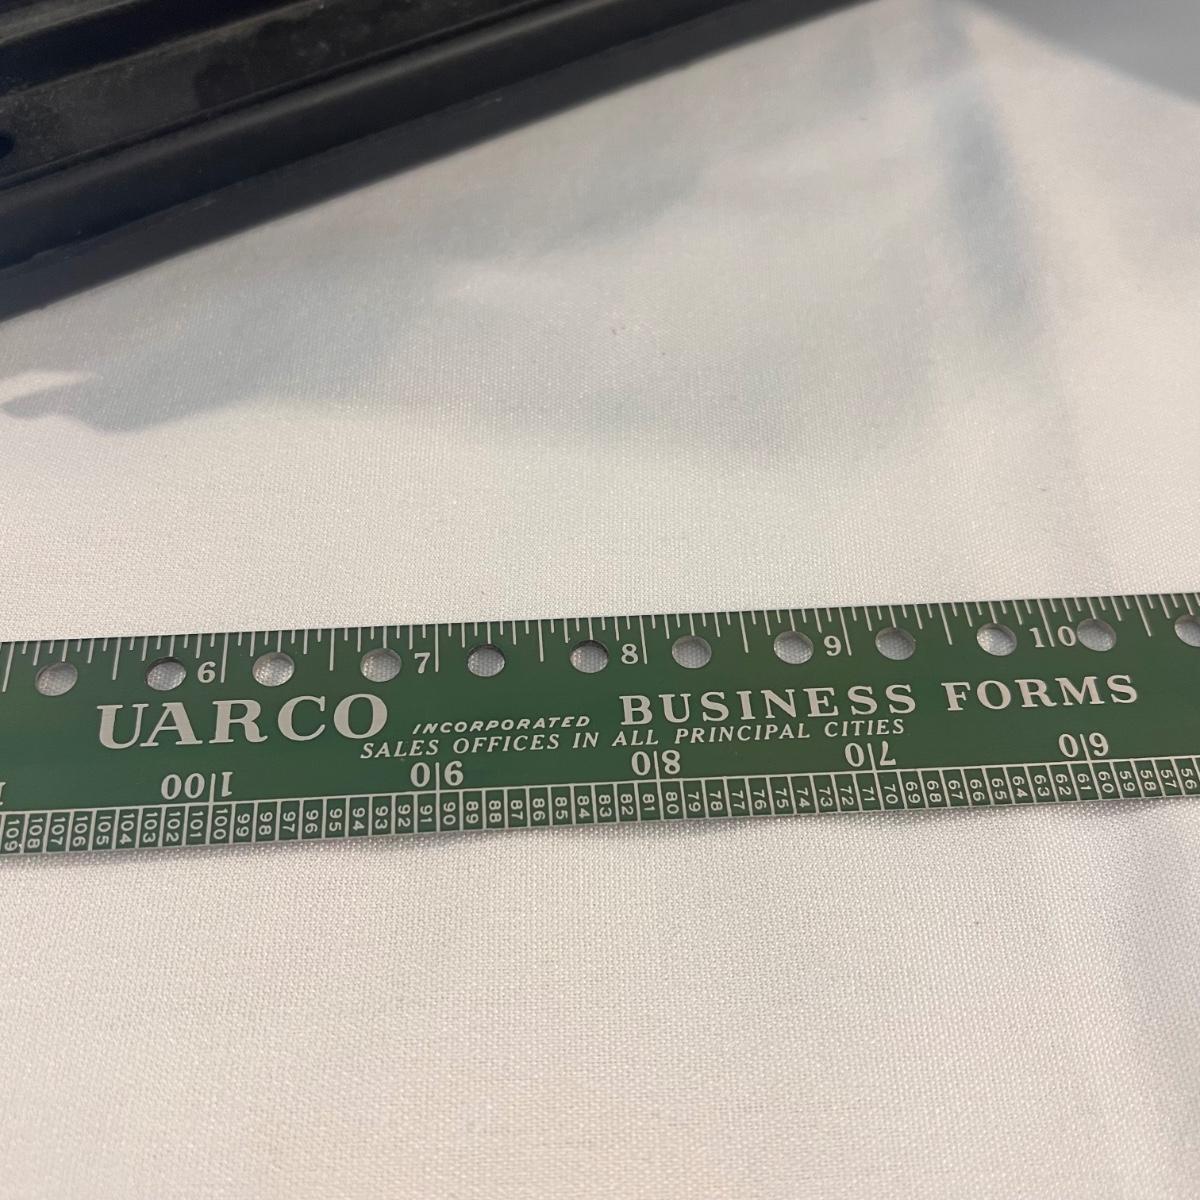 6 7 8 9 10
UARCO INCORPORATED BUSINESS FORMS
SALES OFFICES IN ALL PRINCIPAL CITIES
100 90 80 70 60
109 108 107 106 105 104 103 102 101 100 99 98 97 96 95 94 93 92 91 90 89 88 87 86 85 84 83 82 81 80 79 78 77 76 75 74 73 72 71 70 69 68 67 66 65 64 63 62 61 60 59 58 57 56